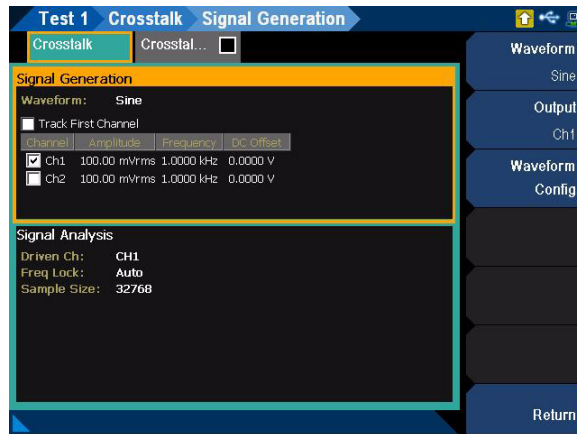 Test 1 Crosstalk Signal Generation
Crosstalk Crosstal...
Signal Generation
Waveform: Sine
Track First Channel
Channel Amplitude Frequency DC Offset
Ch1 100.00 mVrms 1.0000 kHz 0.0000 V
Ch2 100.00 mVrms 1.0000 kHz 0.0000 V
Signal Analysis
Driven Ch: CH1
Freq Lock: Auto
Sample Size: 32768
Waveform
Sine
Output
Ch1
Waveform
Config
Return